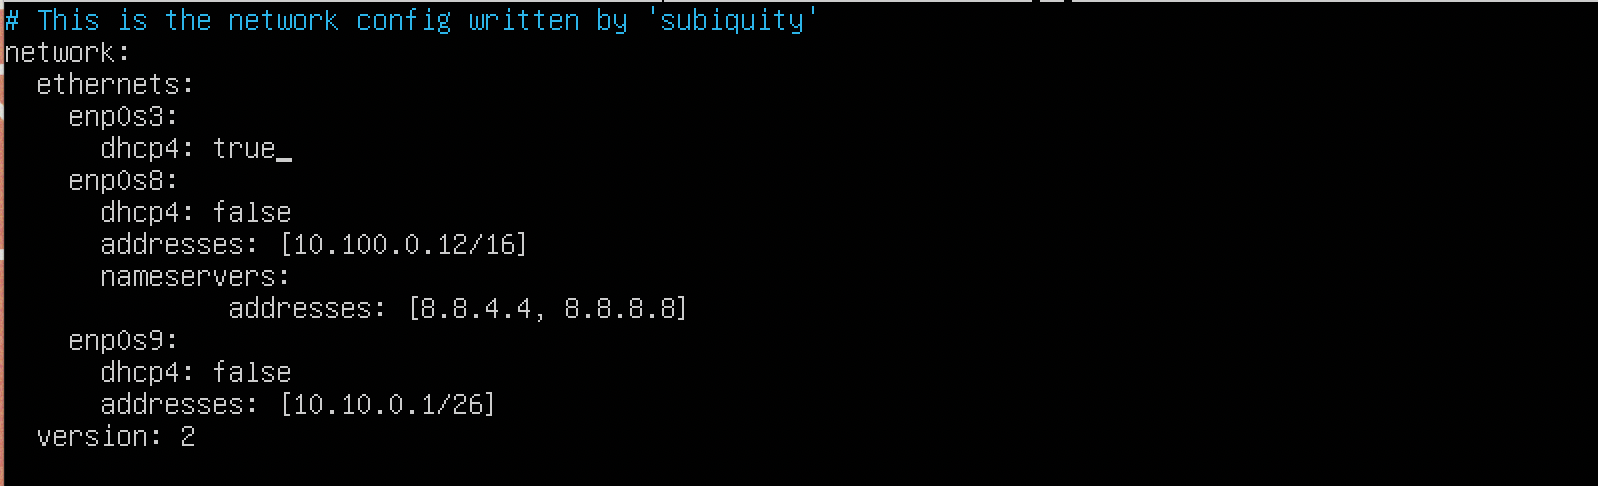 # This is the network config written by 'subiquity'
network:
  ethernets:
    enp0s3:
      dhcp4: true_
    enp0s8:
      dhcp4: false
      addresses: [10.100.0.12/16]
      nameservers:
              addresses: [8.8.4.4, 8.8.8.8]
    enp0s9:
      dhcp4: false
      addresses: [10.10.0.1/26]
  version: 2